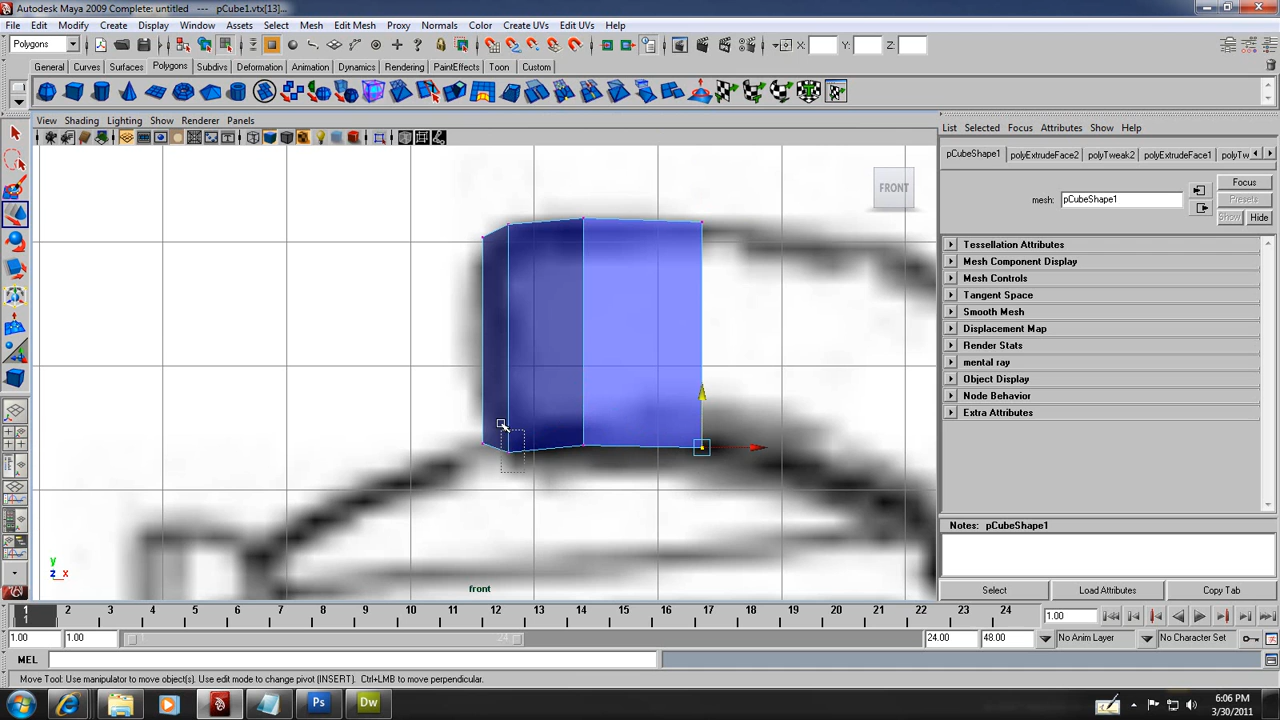 Autodesk Maya 2009 Complete: untitled --- pCube1.vtx[13]...
File Edit Modify Create Display Window Assets Select Mesh Edit Mesh Proxy Normals Color Create UVs Edit UVs Help
Polygons X: Y: Z:
General Curves Surfaces Polygons Subdivs Deformation Animation Dynamics Rendering PaintEffects Toon Custom
View Shading Lighting Show Renderer Panels
List Selected Focus Attributes Show Help
pCubeShape1 polyExtrudeFace2 polyTweak2 polyExtrudeFace1 polyTw
FRONT
mesh: pCubeShape1
Focus
Presets
Show Hide
Tessellation Attributes
Mesh Component Display
Mesh Controls
Tangent Space
Smooth Mesh
Displacement Map
Render Stats
mental ray
Object Display
Node Behavior
Extra Attributes
Notes: pCubeShape1
y
z x
front
Select Load Attributes Copy Tab
1 2 3 4 5 6 7 8 9 10 11 12 13 14 15 16 17 18 19 20 21 22 23 24
1
1.00
1.00 1.00 1 24 24.00 48.00 No Anim Layer No Character Set
MEL
Move Tool: Use manipulator to move object(s). Use edit mode to change pivot (INSERT). Ctrl+LMB to move perpendicular.
Ps Dw
6:06 PM
3/30/2011